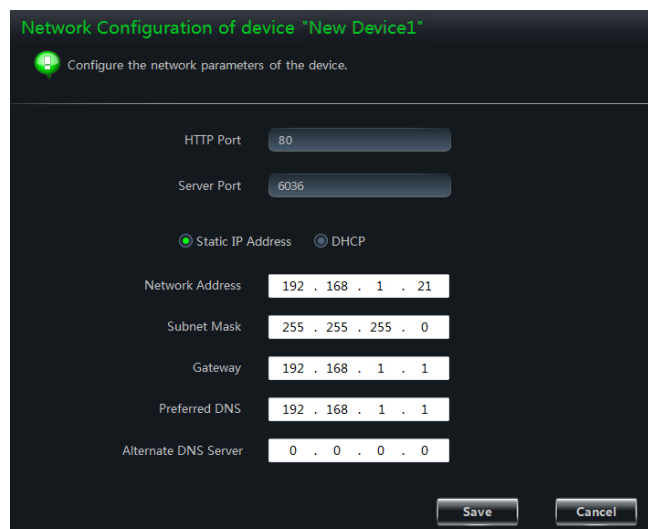 Network Configuration of device "New Device1"
Configure the network parameters of the device.
HTTP Port 80
Server Port 6036
Static IP Address DHCP
Network Address 192 . 168 . 1 . 21
Subnet Mask 255 . 255 . 255 . 0
Gateway 192 . 168 . 1 . 1
Preferred DNS 192 . 168 . 1 . 1
Alternate DNS Server 0 . 0 . 0 . 0
Save Cancel